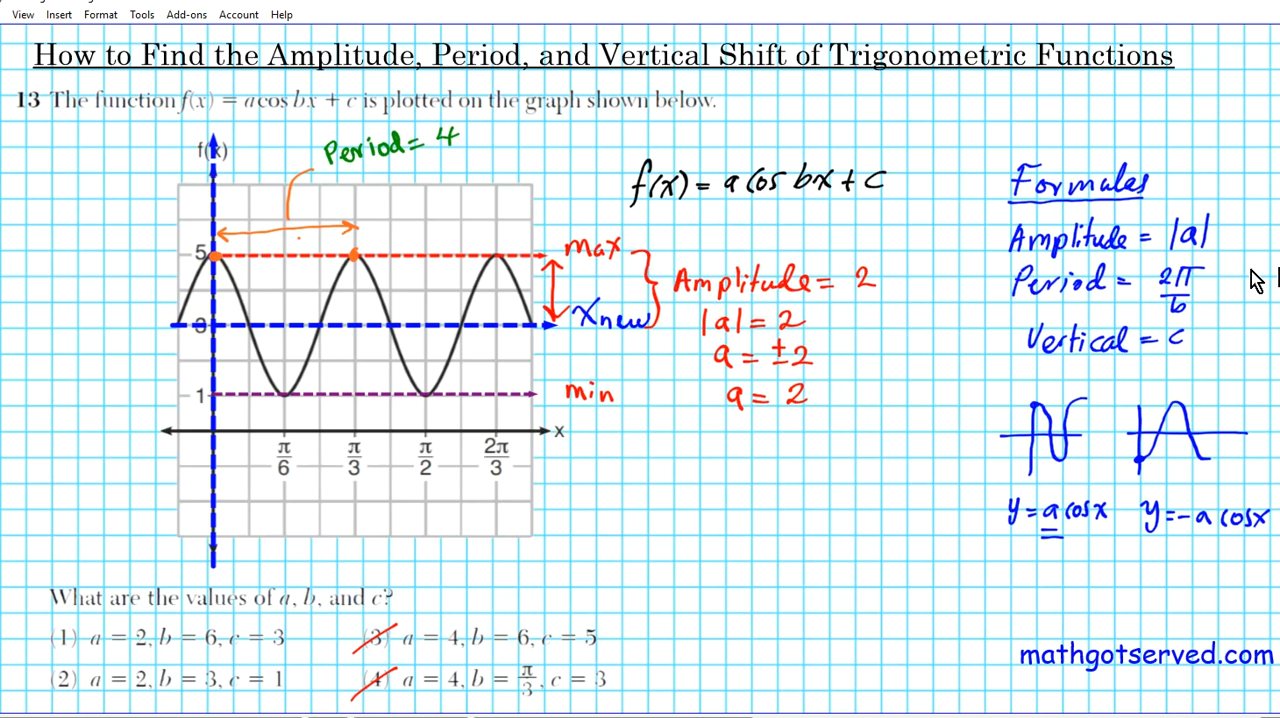 View Insert Format Tools Add-ons Account Help
How to Find the Amplitude, Period, and Vertical Shift of Trigonometric Functions
13 The function f(x) = a cos bx + c is plotted on the graph shown below.
f(x)
Period = 4
f(x) = a cos bx + c
Formulas
Amplitude = |a|
Period = 2π/b
Vertical = c
5
max
Amplitude = 2
3
Xnew
|a| = 2
a = ±2
1
min
a = 2
x
π/6 π/3 π/2 2π/3
y = a cosx y = -a cosx
What are the values of a, b, and c?
(1) a = 2, b = 6, c = 3 (3) a = 4, b = 6, c = 5
(2) a = 2, b = 3, c = 1 (4) a = 4, b = π/3, c = 3
mathgotserved.com